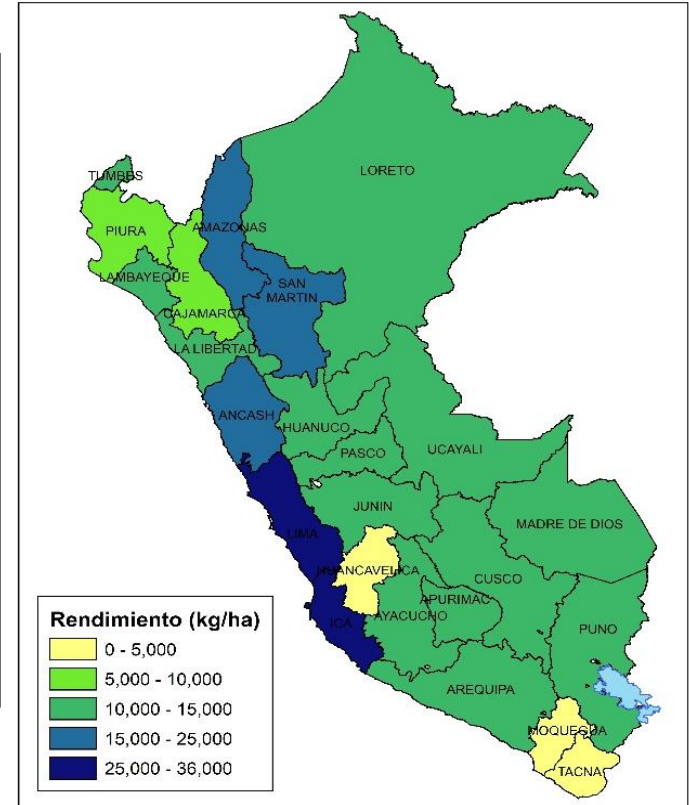 LORETO
TUMBES
PIURA
AMAZONAS
LAMBAYEQUE
SAN
MARTIN
CAJAMARCA
LA LIBERTAD
ANCASH
HUANUCO
UCAYALI
PASCO
JUNIN
MADRE DE DIOS
LIMA
HUANCAVELICA
CUSCO
APURIMAC
AYACUCHO
ICA
PUNO
AREQUIPA
MOQUEGUA
TACNA
Rendimiento (kg/ha)
0 - 5,000
5,000 - 10,000
10,000 - 15,000
15,000 - 25,000
25,000 - 36,000